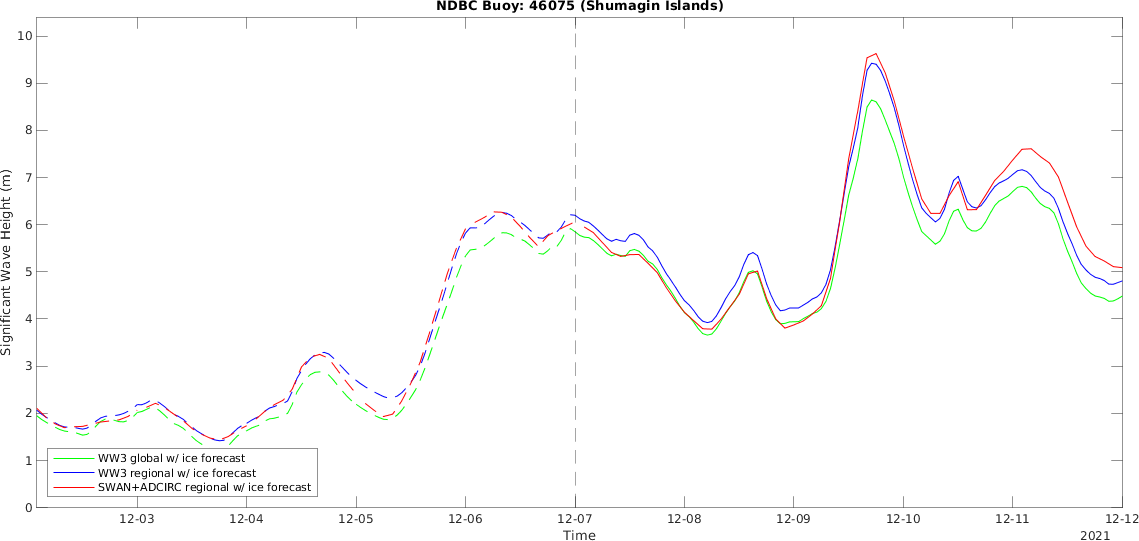 NDBC Buoy: 46075 (Shumagin Islands)
10
9
8
7
6
5
4
3
2
1
0
Significant Wave Height (m)
WW3 global w/ ice forecast
WW3 regional w/ ice forecast
SWAN+ADCIRC regional w/ ice forecast
12-03 12-04 12-05 12-06 12-07 12-08 12-09 12-10 12-11 12-12
Time
2021